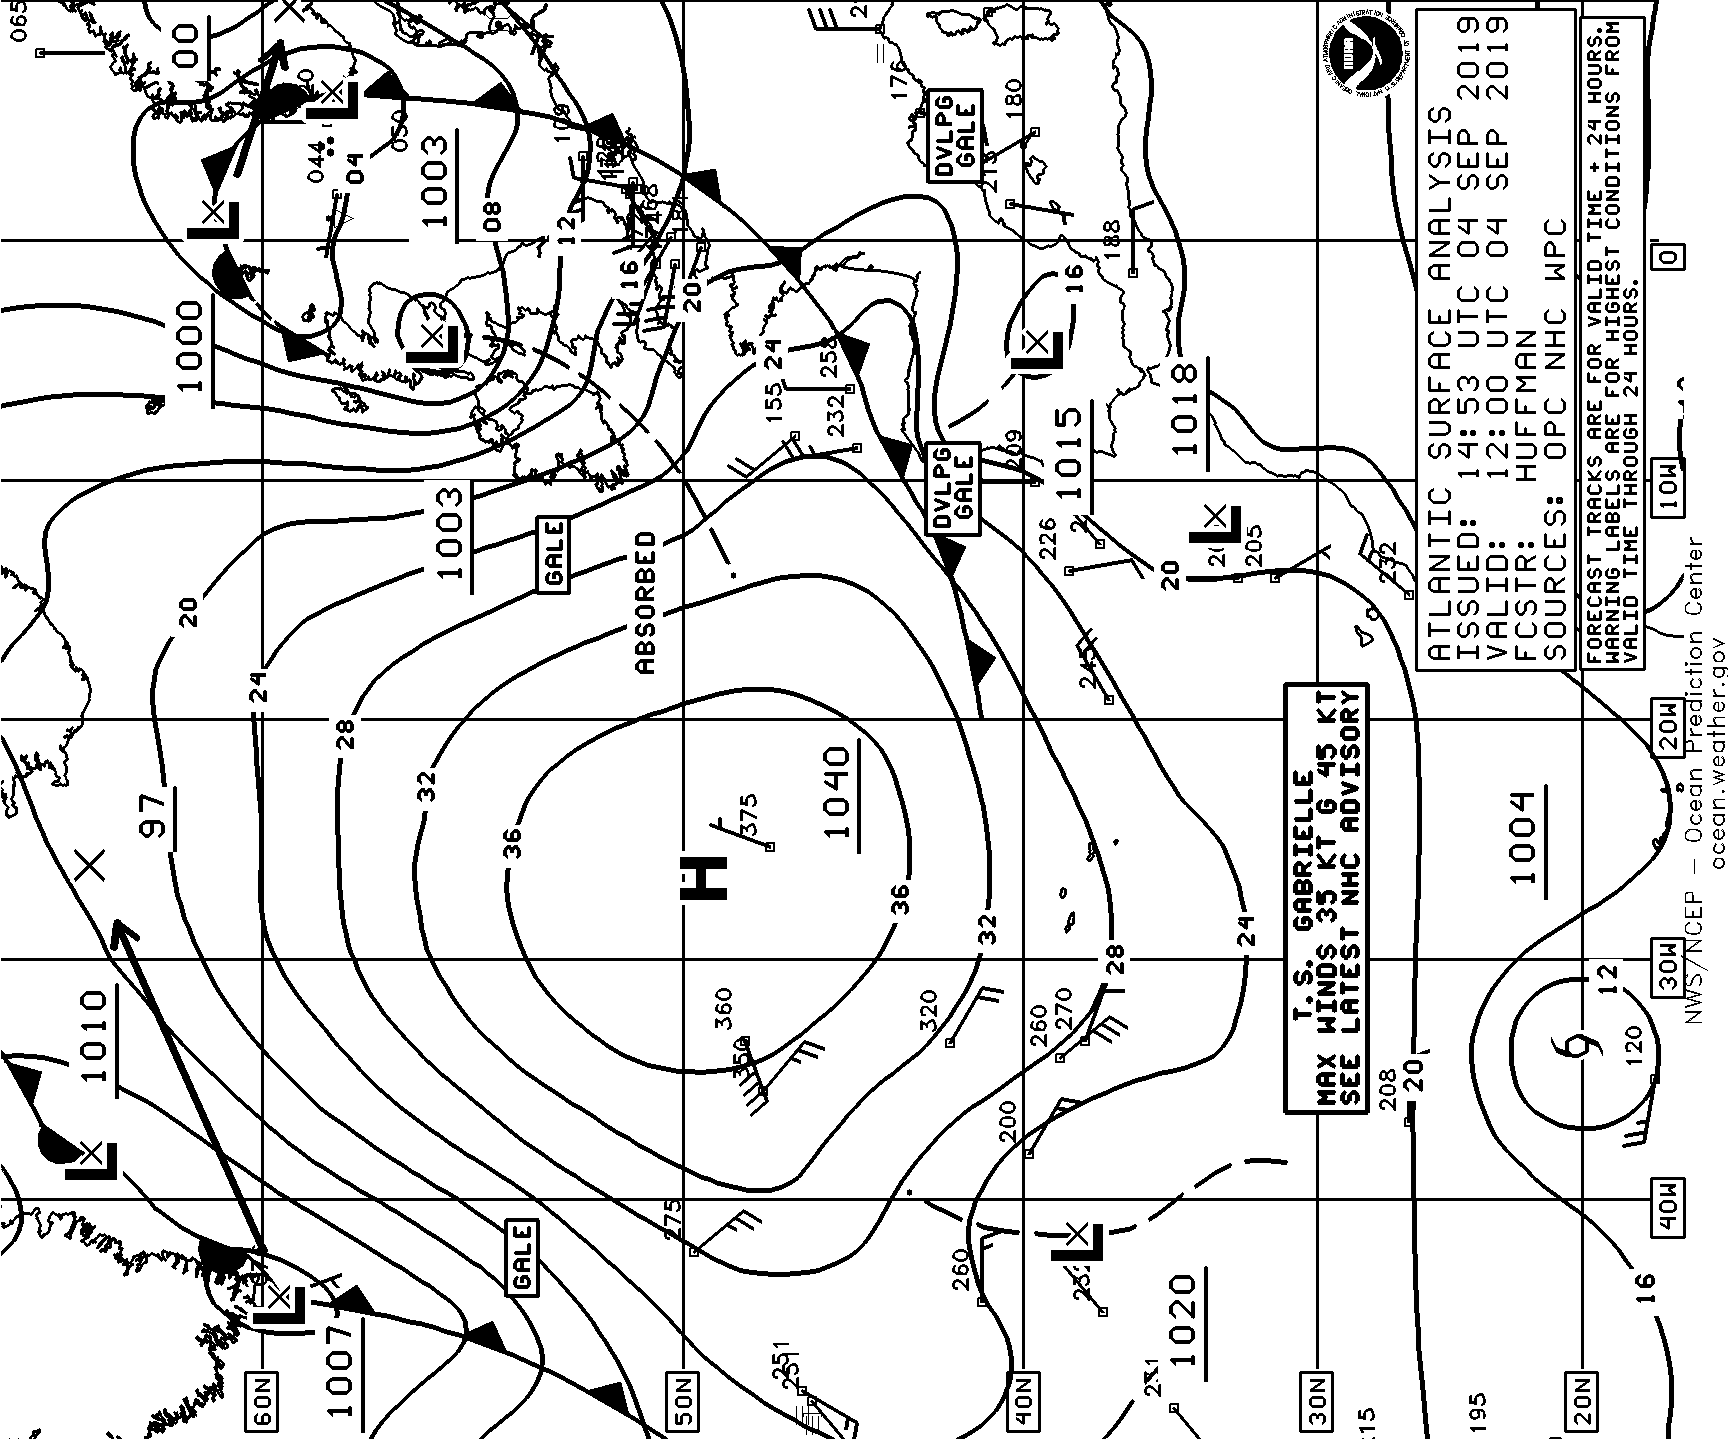 ATLANTIC SURFACE ANALYSIS
ISSUED: 14:53 UTC 04 SEP 2019
VALID: 12:00 UTC 04 SEP 2019
FCSTR: HUFFMAN
SOURCES: OPC NHC WPC
FORECAST TRACKS ARE FOR VALID TIME + 24 HOURS.
WARNING LABELS ARE FOR HIGHEST CONDITIONS FROM
VALID TIME THROUGH 24 HOURS.
NWS/NCEP – Ocean Prediction Center
ocean.weather.gov
T.S. GABRIELLE
MAX WINDS 35 KT G 45 KT
SEE LATEST NHC ADVISORY
DVLPG
GALE
DVLPG
GALE
GALE
GALE
ABSORBED
H
1040
L
1007
L
1010
L
1003
L
1000
L
1003
L
1015
L
1018
L
1020
1004
97
00
60N
50N
40N
30N
20N
40W
30W
20W
10W
0
20
24
28
32
36
36
32
28
24
20
20
16
12
16
24
20
16
12
08
04
16
065
044
050
176
180
188
155
258
232
209
226
205
232
375
360
350
320
260
270
200
208
120
275
260
251
195
NOAA